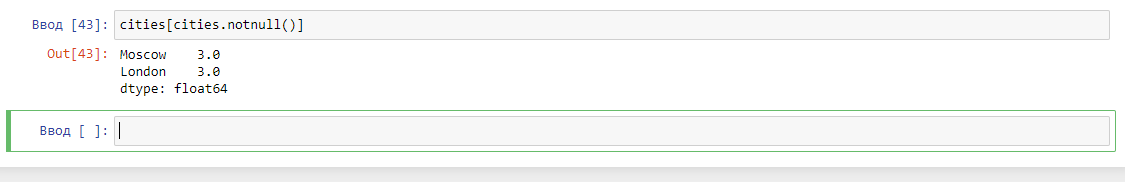 Ввод [43]: cities[cities.notnull()]
Out[43]: Moscow    3.0
London    3.0
dtype: float64
Ввод [ ]: